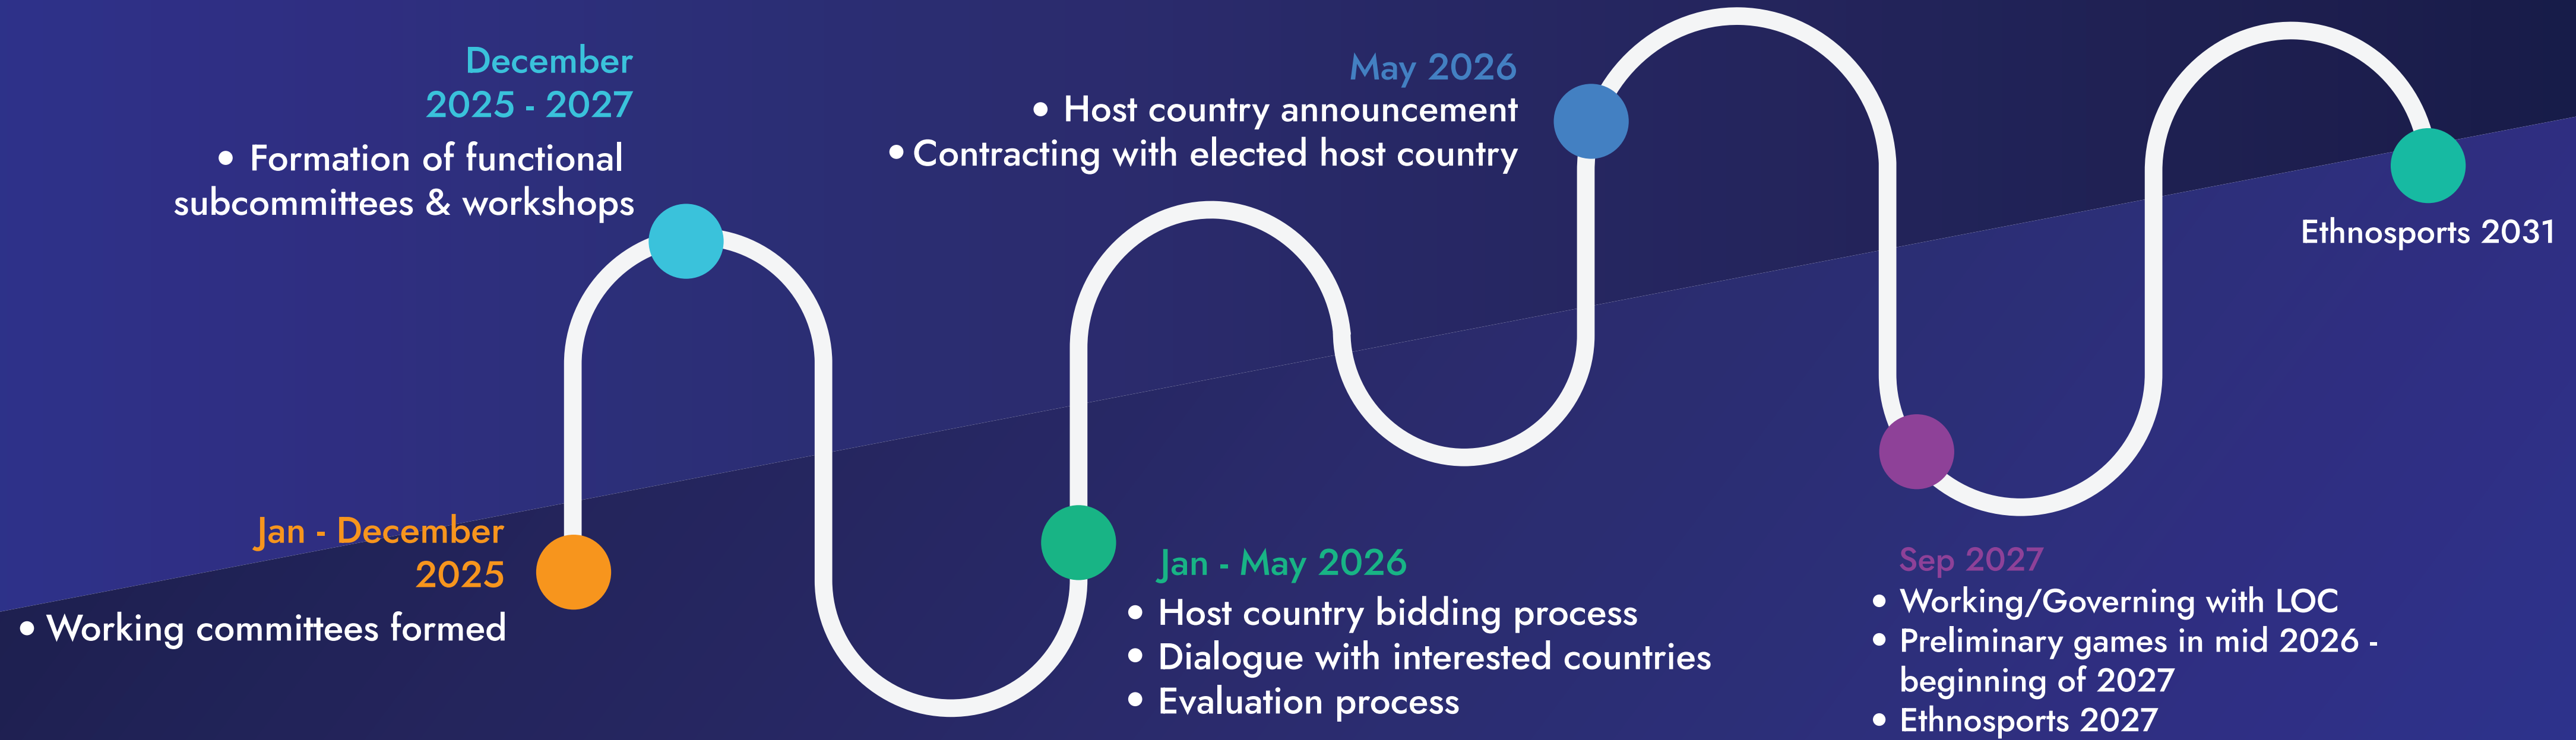 December
2025 - 2027
• Formation of functional
subcommittees & workshops
Jan - December
2025
• Working committees formed
May 2026
• Host country announcement
• Contracting with elected host country
Jan - May 2026
• Host country bidding process
• Dialogue with interested countries
• Evaluation process
Sep 2027
• Working/Governing with LOC
• Preliminary games in mid 2026 -
beginning of 2027
• Ethnosports 2027
Ethnosports 2031